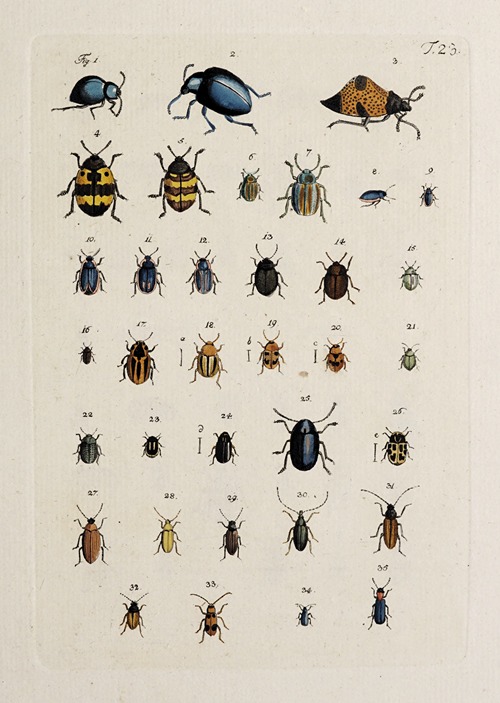 T. 23.
Fig. 1. 2. 3.
4. 5. 6. 7. 8. 9.
10. 11. 12. 13. 14. 15.
16. 17. a 18. b 19. c 20. 21.
22. 23. d 24. 25. e 26.
27. 28. 29. 30. 31.
32. 33. 34. 35.